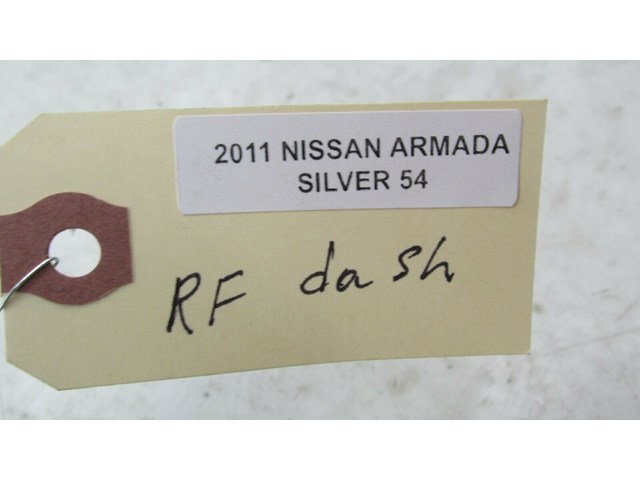 2011 NISSAN ARMADA
SILVER 54
RF dash